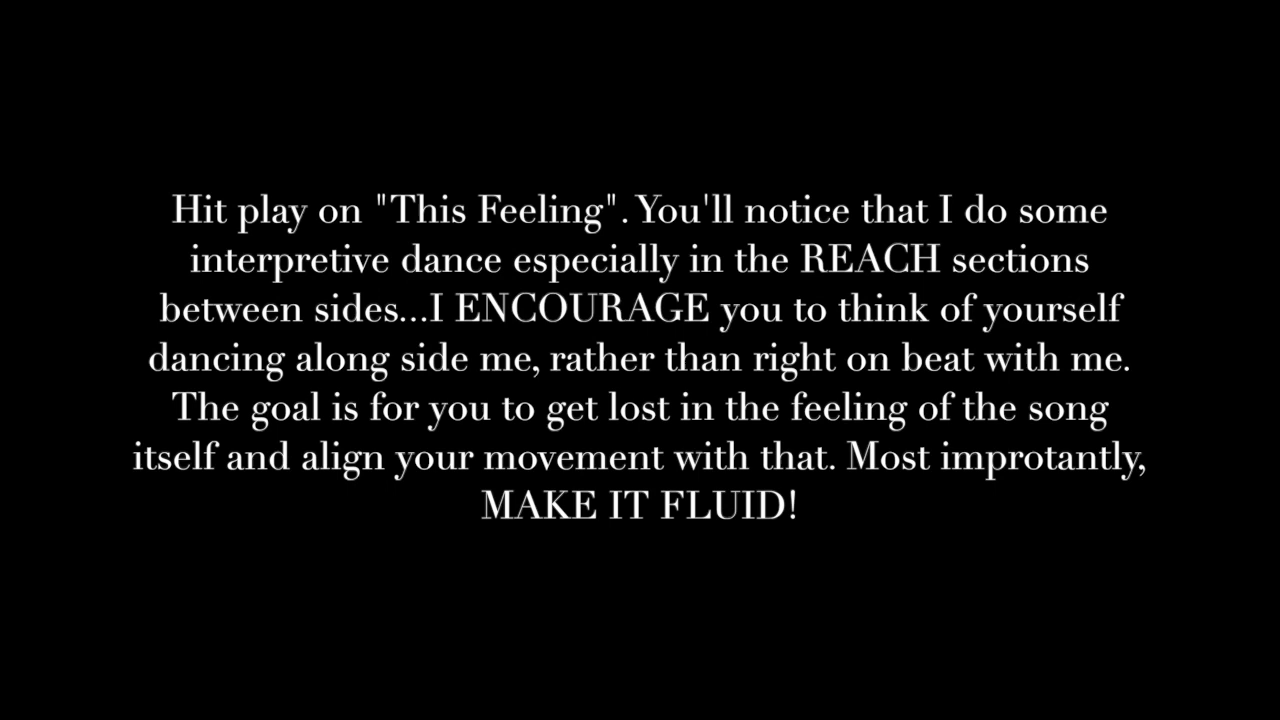 Hit play on "This Feeling". You'll notice that I do some
interpretive dance especially in the REACH sections
between sides...I ENCOURAGE you to think of yourself
dancing along side me, rather than right on beat with me.
The goal is for you to get lost in the feeling of the song
itself and align your movement with that. Most improtantly,
MAKE IT FLUID!